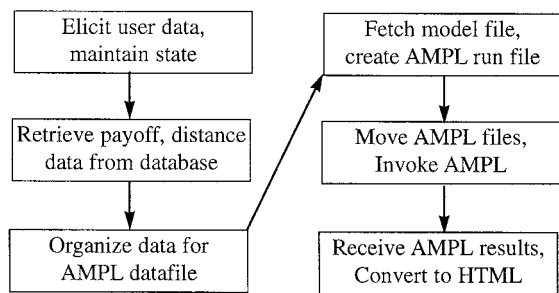 Elicit user data,
maintain state
Retrieve payoff, distance
data from database
Organize data for
AMPL datafile
Fetch model file,
create AMPL run file
Move AMPL files,
Invoke AMPL
Receive AMPL results,
Convert to HTML